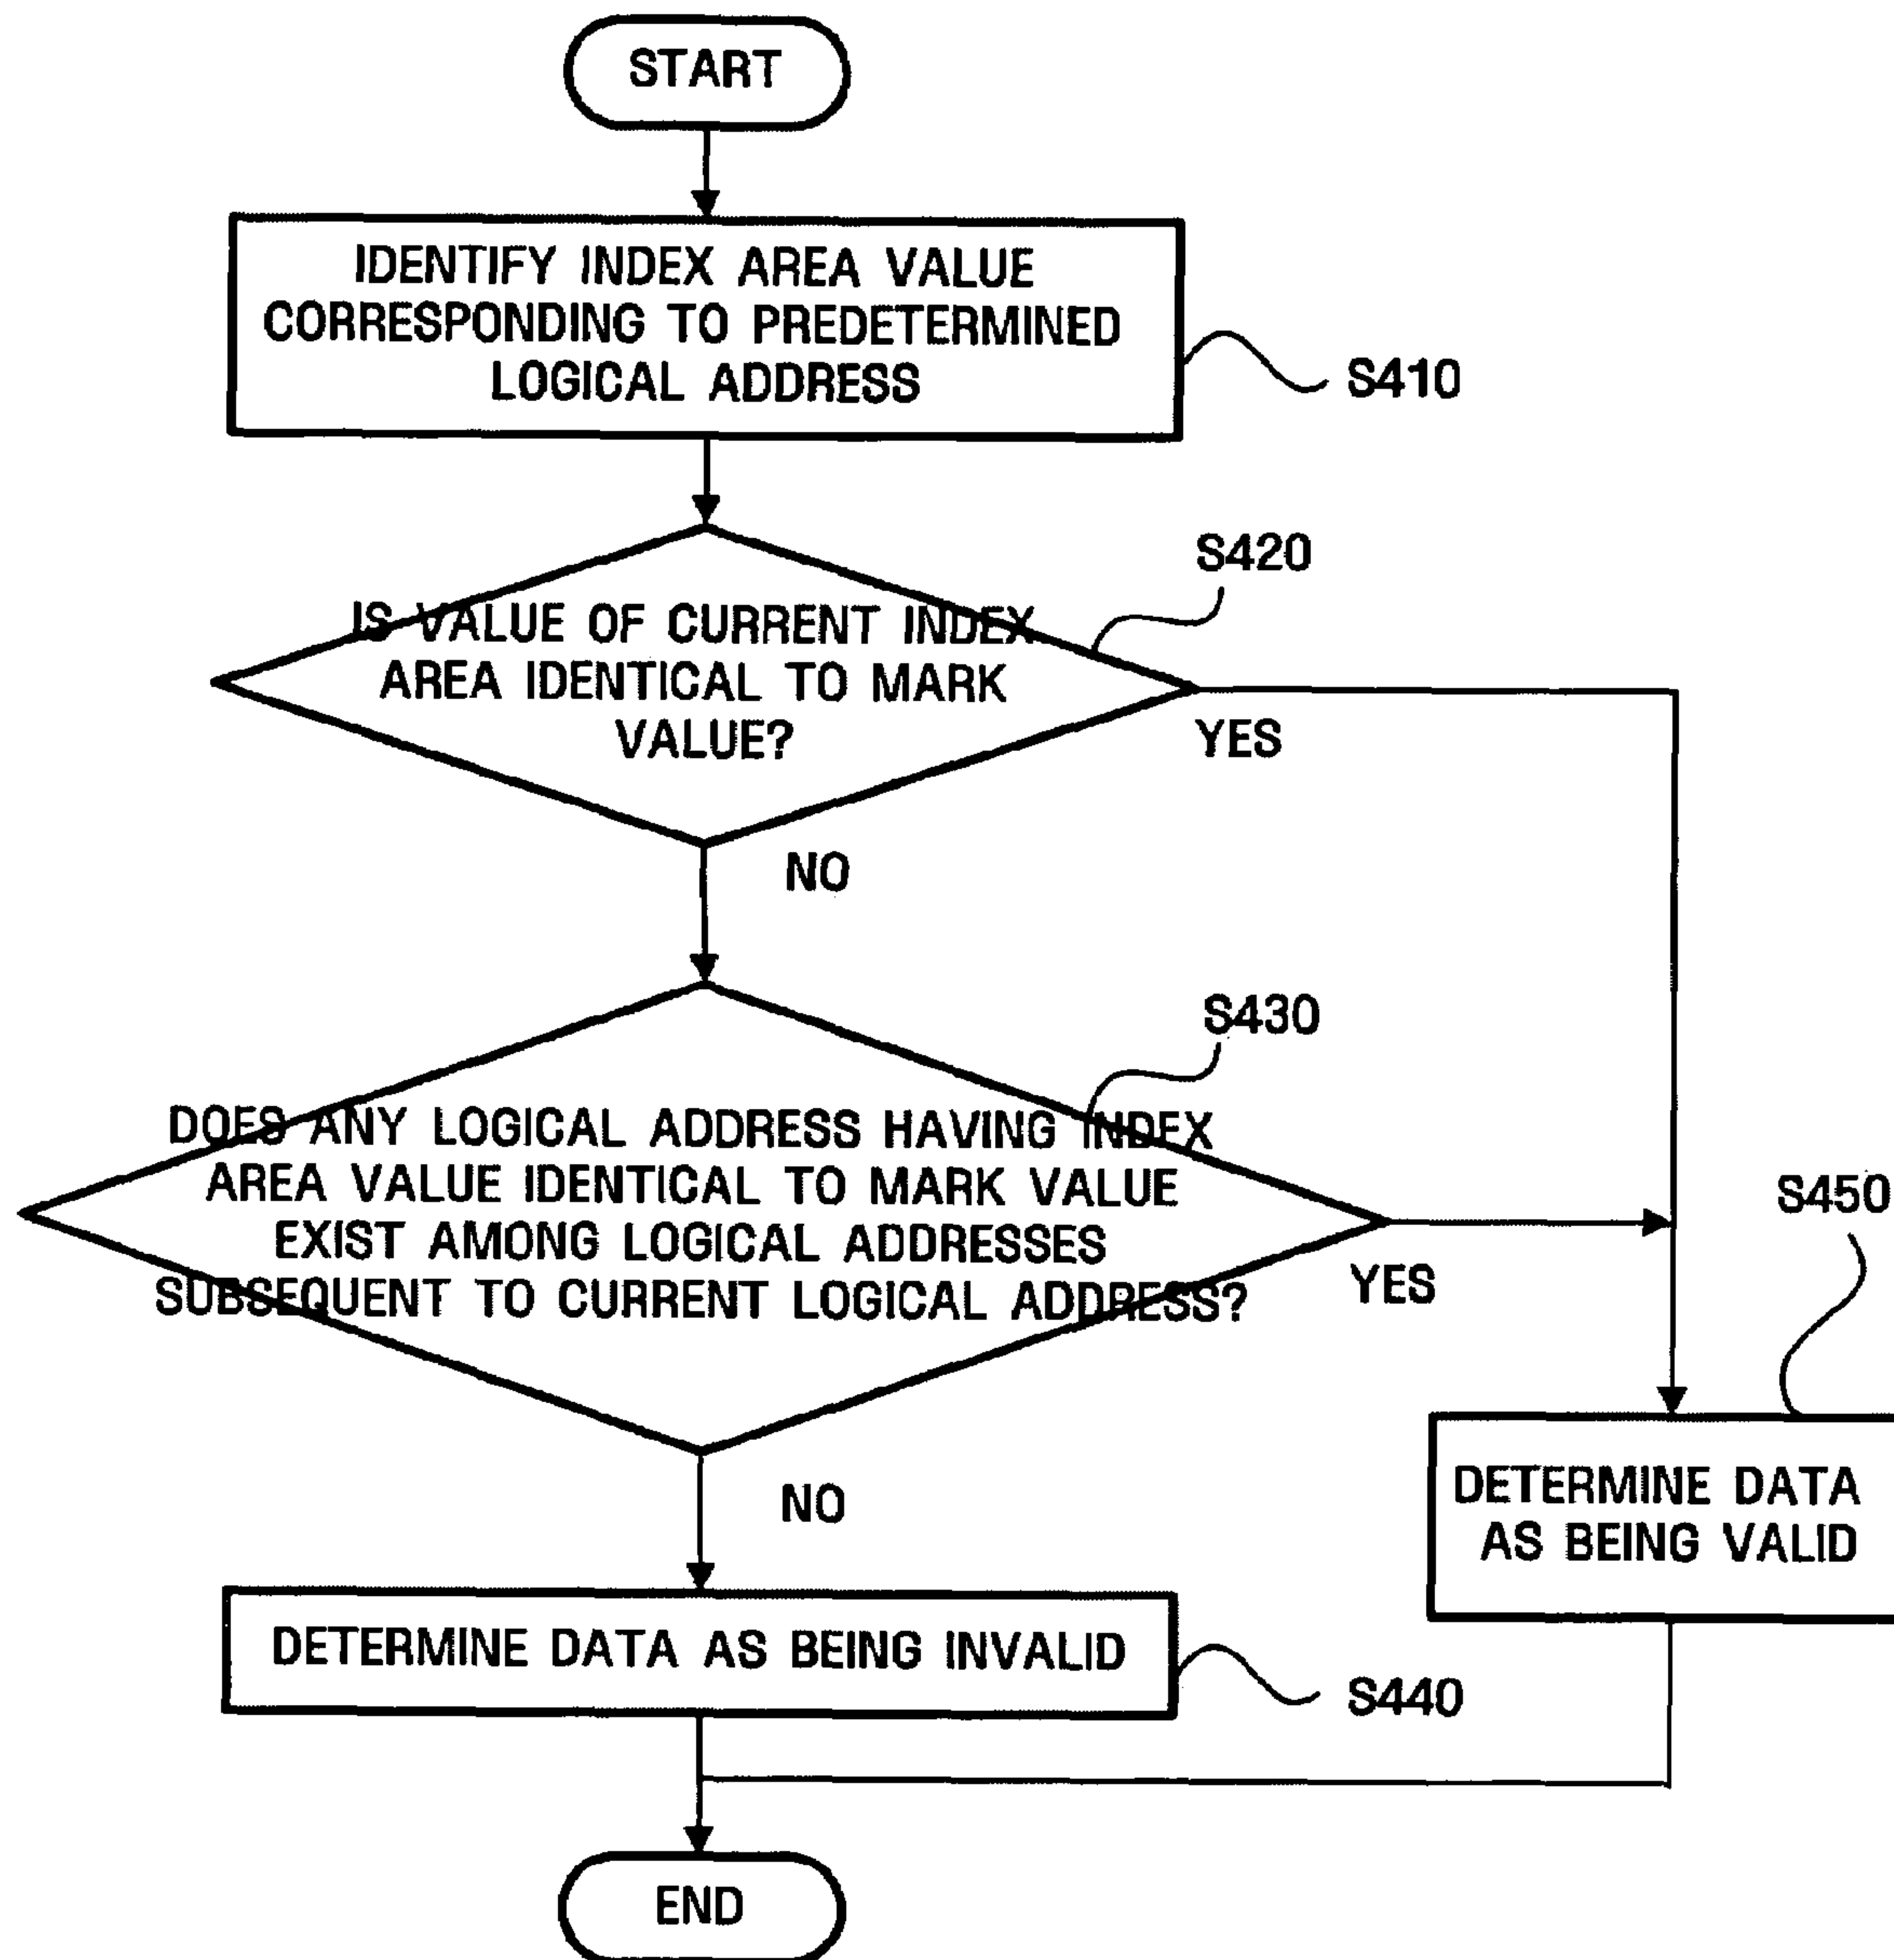 START
IDENTIFY INDEX AREA VALUE
CORRESPONDING TO PREDETERMINED
LOGICAL ADDRESS
S410
S420
IS VALUE OF CURRENT INDEX
AREA IDENTICAL TO MARK
VALUE?
YES
NO
S430
DOES ANY LOGICAL ADDRESS HAVING INDEX
AREA VALUE IDENTICAL TO MARK VALUE
EXIST AMONG LOGICAL ADDRESSES
SUBSEQUENT TO CURRENT LOGICAL ADDRESS?
YES
S450
NO
DETERMINE DATA
AS BEING VALID
DETERMINE DATA AS BEING INVALID
S440
END